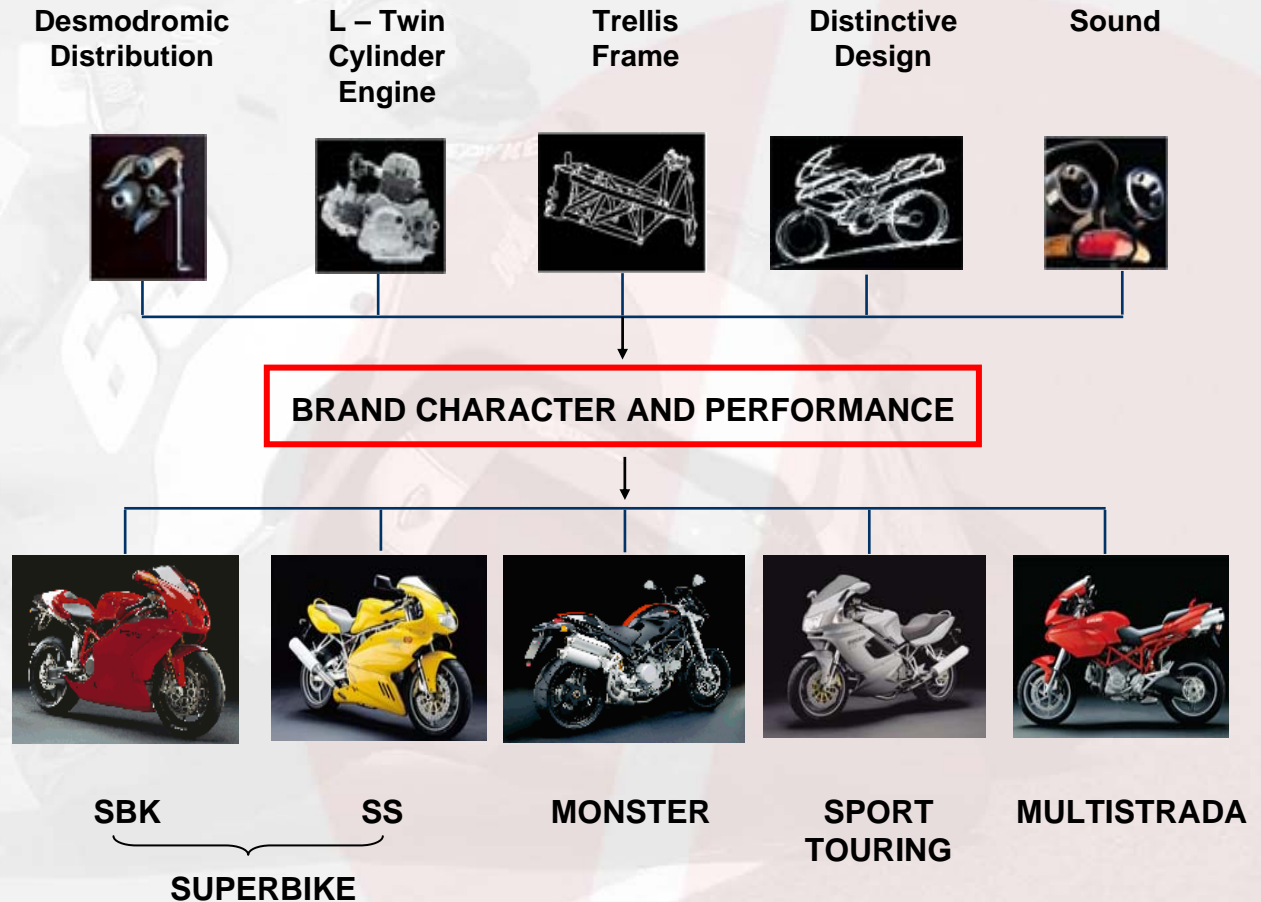 Desmodromic
Distribution
L – Twin
Cylinder
Engine
Trellis
Frame
Distinctive
Design
Sound
BRAND CHARACTER AND PERFORMANCE
SBK
SS
MONSTER
SPORT
TOURING
MULTISTRADA
SUPERBIKE